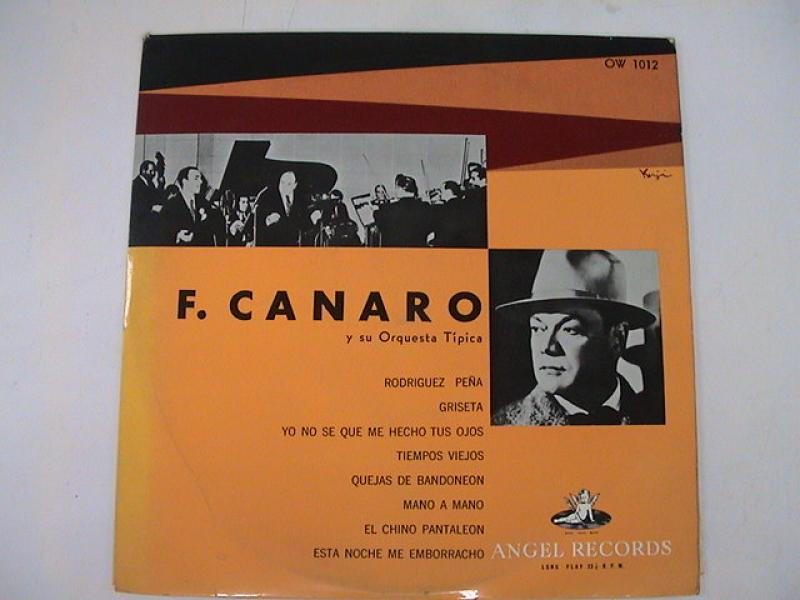 OW 1012
F. CANARO
y su Orquesta Típica
RODRIGUEZ PEÑA
GRISETA
YO NO SE QUE ME HECHO TUS OJOS
TIEMPOS VIEJOS
QUEJAS DE BANDONEON
MANO A MANO
EL CHINO PANTALEON
ESTA NOCHE ME EMBORRACHO
ANGEL RECORDS
LONG PLAY 33⅓ R.P.M.